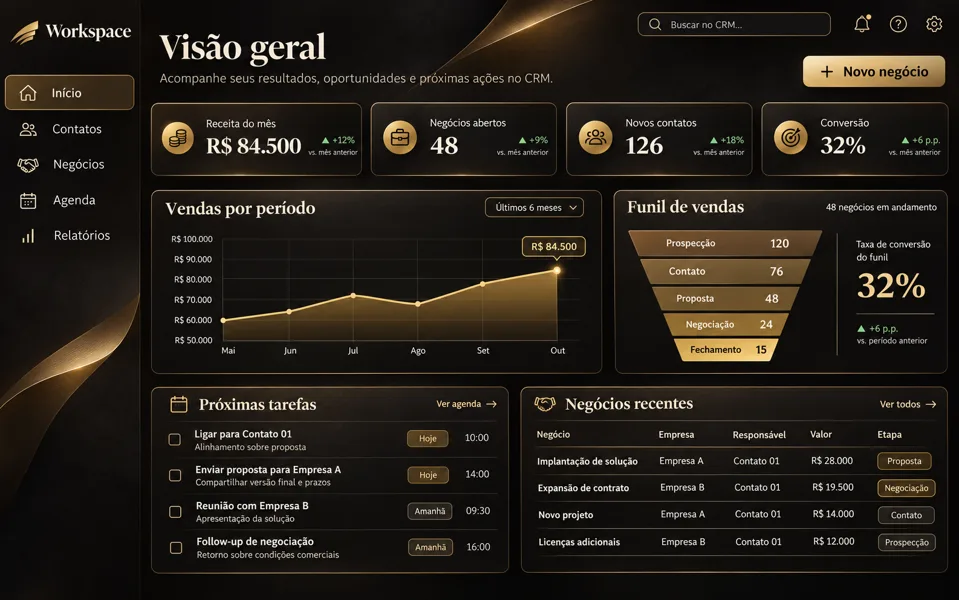 Workspace
Início
Contatos
Negócios
Agenda
Relatórios
Visão geral
Acompanhe seus resultados, oportunidades e próximas ações no CRM.
Buscar no CRM...
?
+ Novo negócio
Receita do mês
R$ 84.500
▲ +12%
vs. mês anterior
Negócios abertos
48
▲ +9%
vs. mês anterior
Novos contatos
126
▲ +18%
vs. mês anterior
Conversão
32%
▲ +6 p.p.
vs. mês anterior
Vendas por período
Últimos 6 meses
R$ 100.000
R$ 90.000
R$ 80.000
R$ 70.000
R$ 60.000
R$ 50.000
R$ 84.500
Mai Jun Jul Ago Set Out
Funil de vendas
48 negócios em andamento
Prospecção 120
Contato 76
Proposta 48
Negociação 24
Fechamento 15
Taxa de conversão
do funil
32%
▲ +6 p.p.
vs. período anterior
Próximas tarefas
Ver agenda →
Ligar para Contato 01
Alinhamento sobre proposta
Hoje 10:00
Enviar proposta para Empresa A
Compartilhar versão final e prazos
Hoje 14:00
Reunião com Empresa B
Apresentação da solução
Amanhã 09:30
Follow-up de negociação
Retorno sobre condições comerciais
Amanhã 16:00
Negócios recentes
Ver todos →
Negócio Empresa Responsável Valor Etapa
Implantação de solução Empresa A Contato 01 R$ 28.000 Proposta
Expansão de contrato Empresa B Contato 01 R$ 19.500 Negociação
Novo projeto Empresa A Contato 01 R$ 14.000 Contato
Licenças adicionais Empresa B Contato 01 R$ 12.000 Prospecção